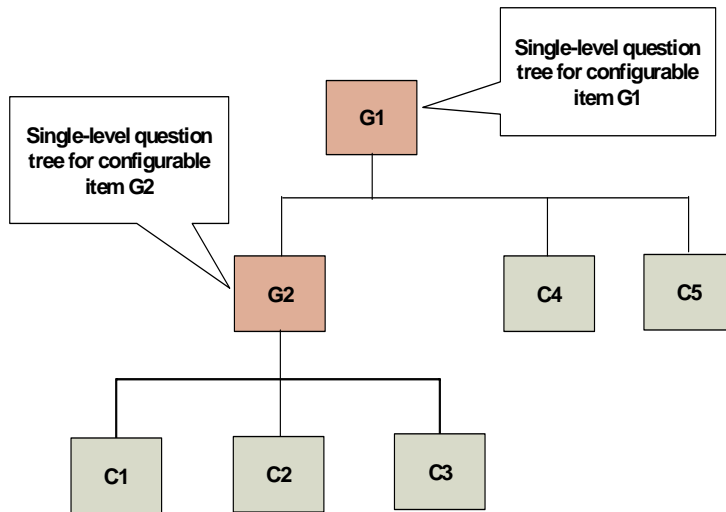 Single-level question
tree for configurable
item G1
G1
Single-level question
tree for configurable
item G2
G2
C4
C5
C1
C2
C3